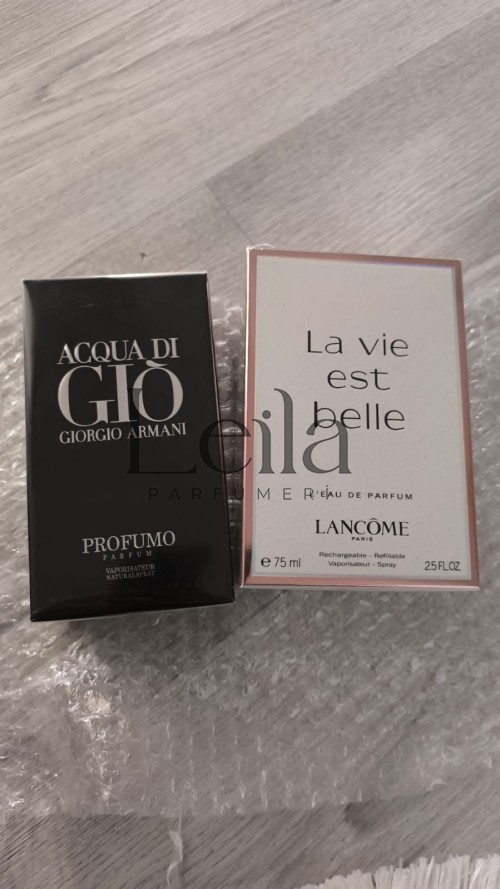 ACQUA DI
GIÒ
GIORGIO ARMANI
PROFUMO
PARFUM
VAPORISATEUR
NATURAL SPRAY
La vie
est
belle
L'EAU DE PARFUM
LANCÔME
PARIS
Rechargeable - Refillable
Vaporisateur - Spray
e 75 ml
2.5 FL.OZ
Leila
PARFUMERİ